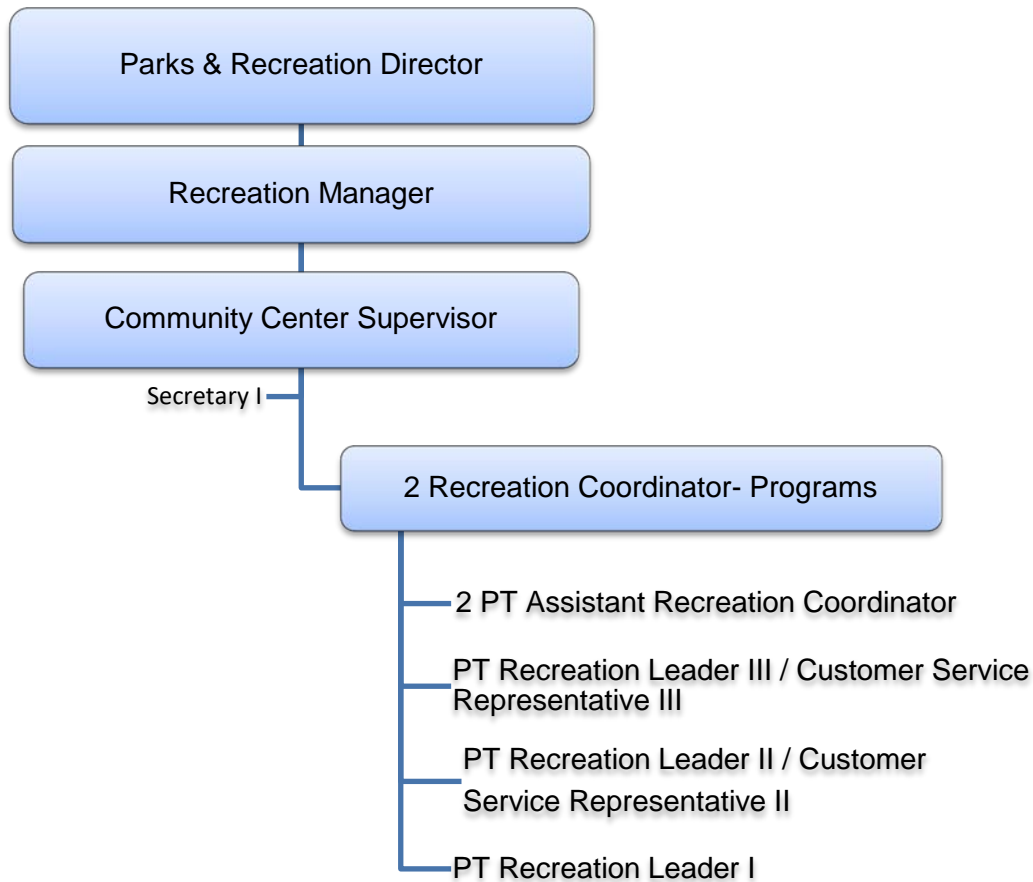 Parks & Recreation Director
Recreation Manager
Community Center Supervisor
Secretary I
2 Recreation Coordinator- Programs
2 PT Assistant Recreation Coordinator
PT Recreation Leader III / Customer Service
Representative III
PT Recreation Leader II / Customer
Service Representative II
PT Recreation Leader I